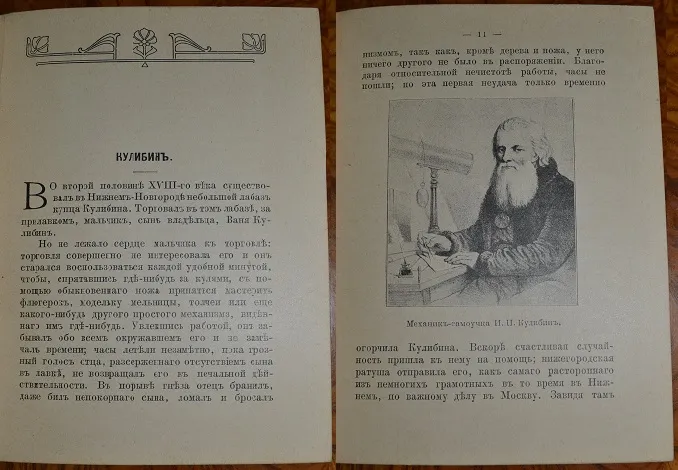 КУЛИБИНЪ.
ВО второй половинѣ XVIII-го вѣка существо-
валъ въ Нижнемъ-Новгородѣ небольшой лабазъ
купца Кулибина. Торговалъ въ томъ лабазѣ, за
прилавкомъ, мальчикъ, сынъ владѣльца, Ваня Ку-
либинъ.
Но не лежало сердце мальчика къ торговлѣ:
торговля совершенно не интересовала его и онъ
старался воспользоваться каждой удобной минутой,
чтобы, спрятавшись гдѣ-нибудь за кулями, съ по-
мощью обыкновеннаго ножа приняться мастерить
флюгеръ, модельку мельницы, толчеи или еще
какого-нибудь другого простого механизма, видѣн-
наго имъ гдѣ-нибудь. Увлекшись работой, онъ за-
бывалъ обо всемъ окружавшемъ его и не замѣ-
чалъ времени; часы летѣли незамѣтно, пока грозный
голосъ отца, разсерженнаго отсутствіемъ сына
въ лавкѣ, не возвращалъ его къ печальной дѣй-
ствительности. Въ порывѣ гнѣва отецъ бранилъ,
даже билъ непокорнаго сына, ломалъ и бросалъ
— 11 —
низмомъ, такъ какъ, кромѣ дерева и ножа, у него
ничего другого не было въ распоряженіи. Благо-
даря относительной нечистотѣ работы, часы не
пошли; но эта первая неудача только временно
Механикъ-самоучка И. П. Кулибинъ.
огорчила Кулибина. Вскорѣ счастливая случай-
ность пришла къ нему на помощь; нижегородская
ратуша отправила его, какъ самаго расторопнаго
изъ немногихъ грамотныхъ въ то время въ Ниж-
немъ, по важному дѣлу въ Москву. Завидя тамъ